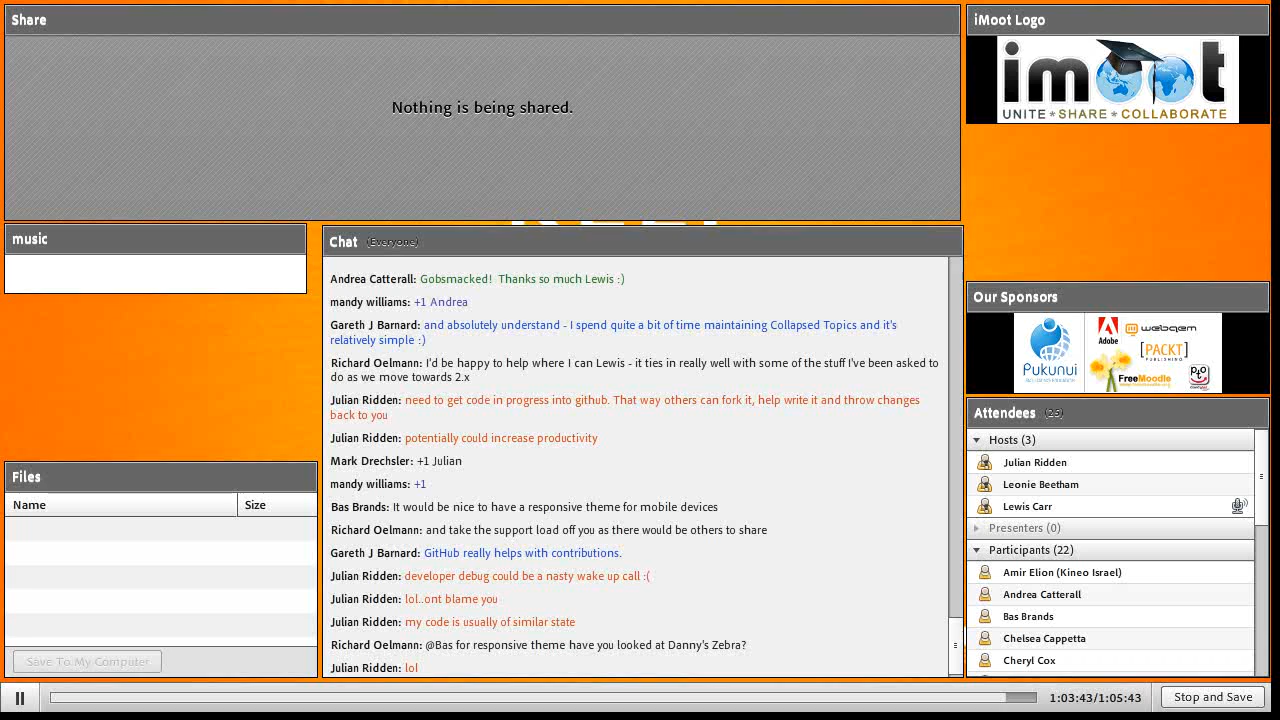 Share
Nothing is being shared.
iMoot Logo
imoot
UNITE * SHARE * COLLABORATE
music
Chat (Everyone)
Andrea Catterall: Gobsmacked! Thanks so much Lewis :)
mandy williams: +1 Andrea
Gareth J Barnard: and absolutely understand - I spend quite a bit of time maintaining Collapsed Topics and it's
relatively simple :)
Richard Oelmann: I'd be happy to help where I can Lewis - it ties in really well with some of the stuff I've been asked to
do as we move towards 2.x
Julian Ridden: need to get code in progress into github. That way others can fork it, help write it and throw changes
back to you
Julian Ridden: potentially could increase productivity
Mark Drechsler: +1 Julian
mandy williams: +1
Bas Brands: It would be nice to have a responsive theme for mobile devices
Richard Oelmann: and take the support load off you as there would be others to share
Gareth J Barnard: GitHub really helps with contributions.
Julian Ridden: developer debug could be a nasty wake up call :(
Julian Ridden: lol..ont blame you
Julian Ridden: my code is usually of similar state
Richard Oelmann: @Bas for responsive theme have you looked at Danny's Zebra?
Julian Ridden: lol
Our Sponsors
Pukunui
Adobe
webqem
[PACKT]
PUBLISHING
FreeMoodle
Attendees (25)
Hosts (3)
Julian Ridden
Leonie Beetham
Lewis Carr
Presenters (0)
Participants (22)
Amir Elion (Kineo Israel)
Andrea Catterall
Bas Brands
Chelsea Cappetta
Cheryl Cox
Files
Name Size
Save To My Computer
1:03:43/1:05:43
Stop and Save